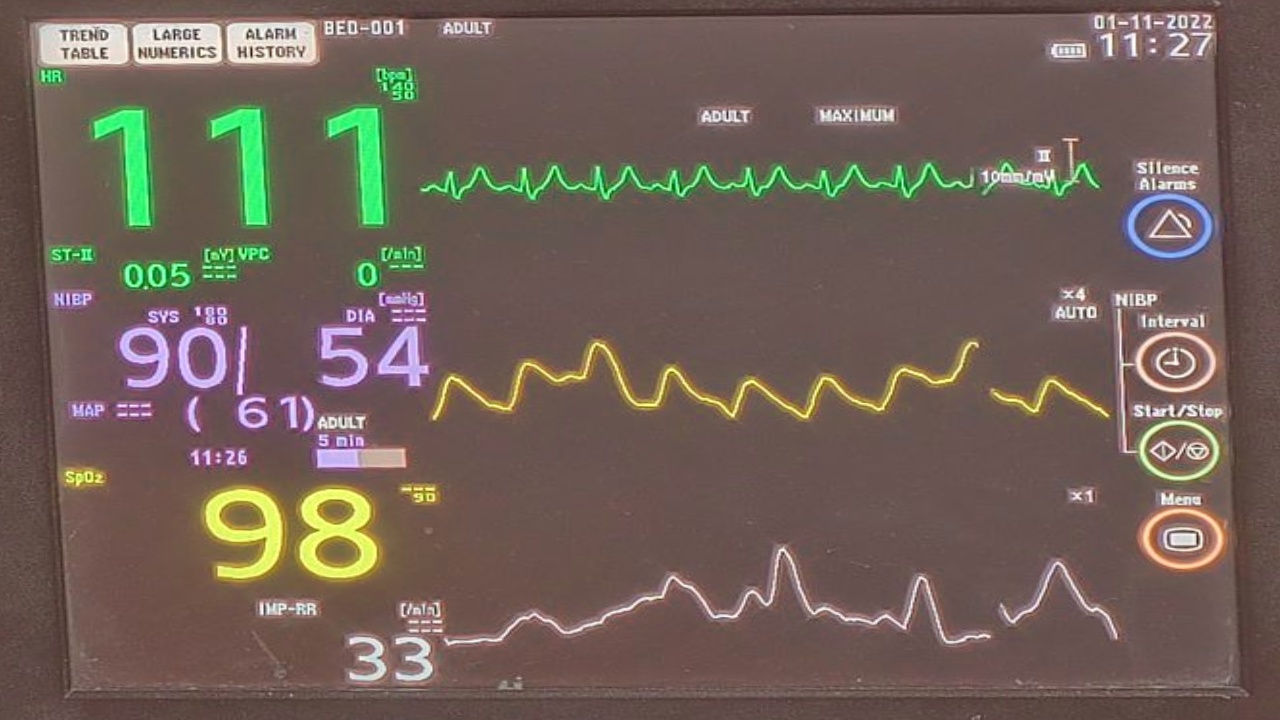 TREND TABLE
LARGE NUMERICS
ALARM HISTORY
BED-001 ADULT
01-11-2022
11:27
HR [bpm]
140
50
111
ADULT MAXIMUM
II
10mm/mV
Silence
Alarms
ST-II [mV] VPC [/min]
0.05 --- 0 ---
NIBP [mmHg]
SYS 180
80
DIA ---
90/ 54
MAP --- ( 61)
ADULT
5 min
11:26
×4
AUTO
NIBP
Interval
Start/Stop
SpO2
98
---
90
×1
Menu
IMP-RR [/min]
---
33